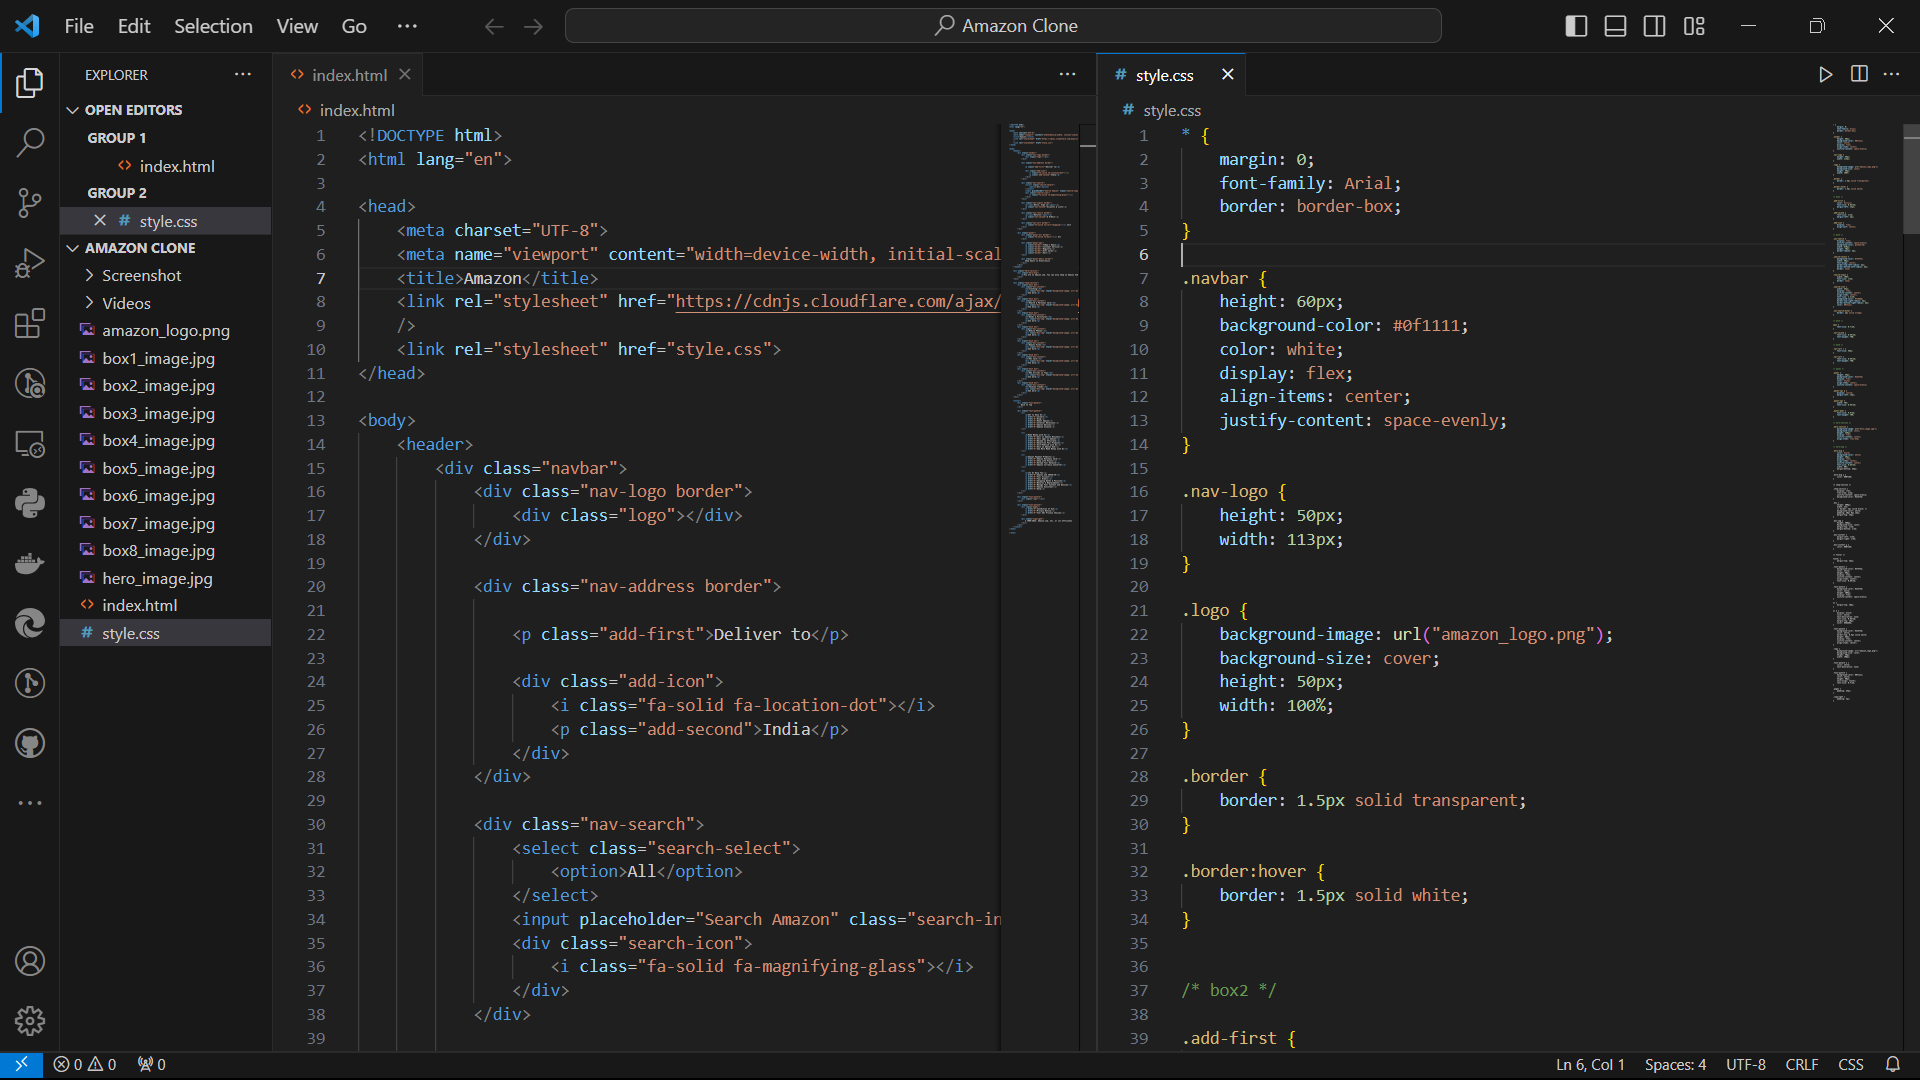 File Edit Selection View Go ··· Amazon Clone
EXPLORER ···
OPEN EDITORS
GROUP 1
index.html
GROUP 2
style.css
AMAZON CLONE
Screenshot
Videos
amazon_logo.png
box1_image.jpg
box2_image.jpg
box3_image.jpg
box4_image.jpg
box5_image.jpg
box6_image.jpg
box7_image.jpg
box8_image.jpg
hero_image.jpg
index.html
style.css
index.html
index.html
1 <!DOCTYPE html>
2 <html lang="en">
3
4 <head>
5 <meta charset="UTF-8">
6 <meta name="viewport" content="width=device-width, initial-scal
7 <title>Amazon</title>
8 <link rel="stylesheet" href="https://cdnjs.cloudflare.com/ajax/
9 />
10 <link rel="stylesheet" href="style.css">
11 </head>
12
13 <body>
14 <header>
15 <div class="navbar">
16 <div class="nav-logo border">
17 <div class="logo"></div>
18 </div>
19
20 <div class="nav-address border">
21
22 <p class="add-first">Deliver to</p>
23
24 <div class="add-icon">
25 <i class="fa-solid fa-location-dot"></i>
26 <p class="add-second">India</p>
27 </div>
28 </div>
29
30 <div class="nav-search">
31 <select class="search-select">
32 <option>All</option>
33 </select>
34 <input placeholder="Search Amazon" class="search-in
35 <div class="search-icon">
36 <i class="fa-solid fa-magnifying-glass"></i>
37 </div>
38 </div>
39
# style.css
# style.css
1 * {
2 margin: 0;
3 font-family: Arial;
4 border: border-box;
5 }
6
7 .navbar {
8 height: 60px;
9 background-color: #0f1111;
10 color: white;
11 display: flex;
12 align-items: center;
13 justify-content: space-evenly;
14 }
15
16 .nav-logo {
17 height: 50px;
18 width: 113px;
19 }
20
21 .logo {
22 background-image: url("amazon_logo.png");
23 background-size: cover;
24 height: 50px;
25 width: 100%;
26 }
27
28 .border {
29 border: 1.5px solid transparent;
30 }
31
32 .border:hover {
33 border: 1.5px solid white;
34 }
35
36
37 /* box2 */
38
39 .add-first {
0 0 0 Ln 6, Col 1 Spaces: 4 UTF-8 CRLF CSS